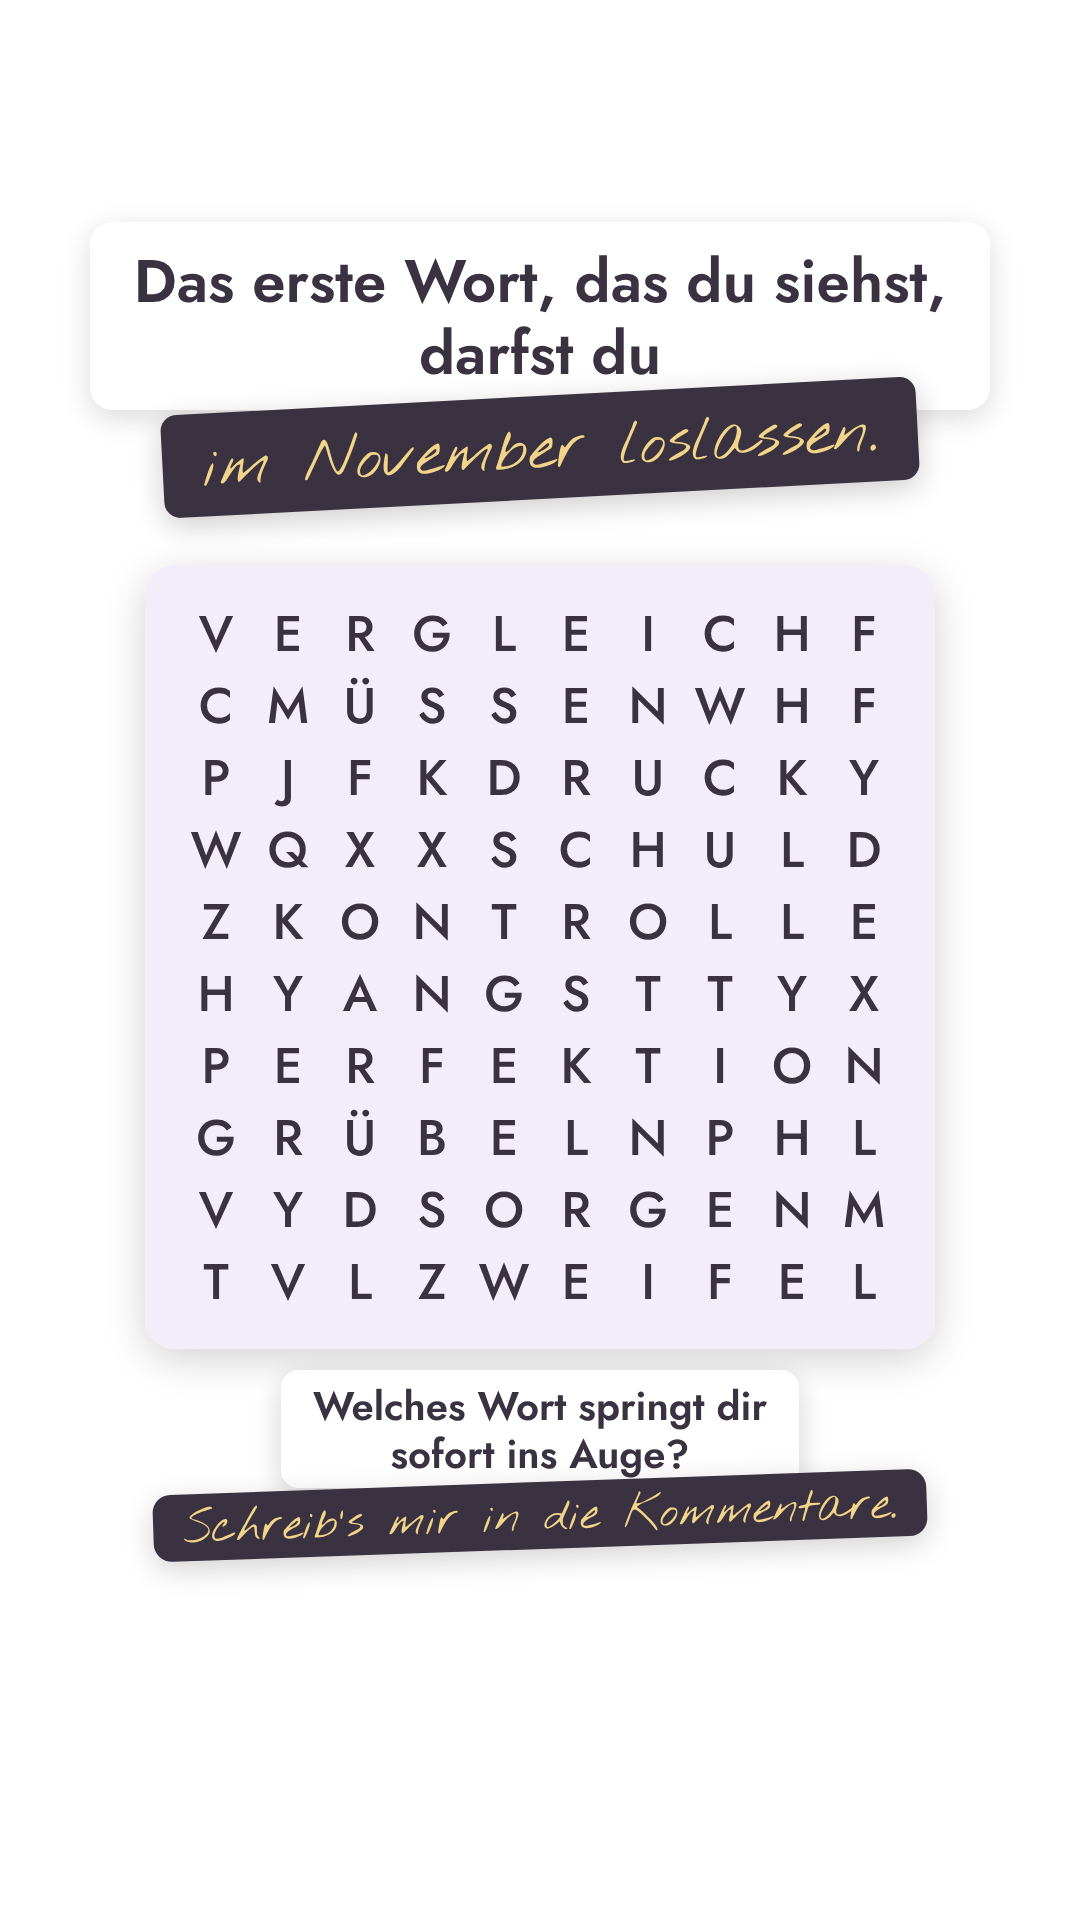 Das erste Wort, das du siehst,
darfst du
im November loslassen.
V E R G L E I C H F
C M Ü S S E N W H F
P J F K D R U C K Y
W Q X X S C H U L D
Z K O N T R O L L E
H Y A N G S T T Y X
P E R F E K T I O N
G R Ü B E L N P H L
V Y D S O R G E N M
T V L Z W E I F E L
Welches Wort springt dir
sofort ins Auge?
Schreib's mir in die Kommentare.